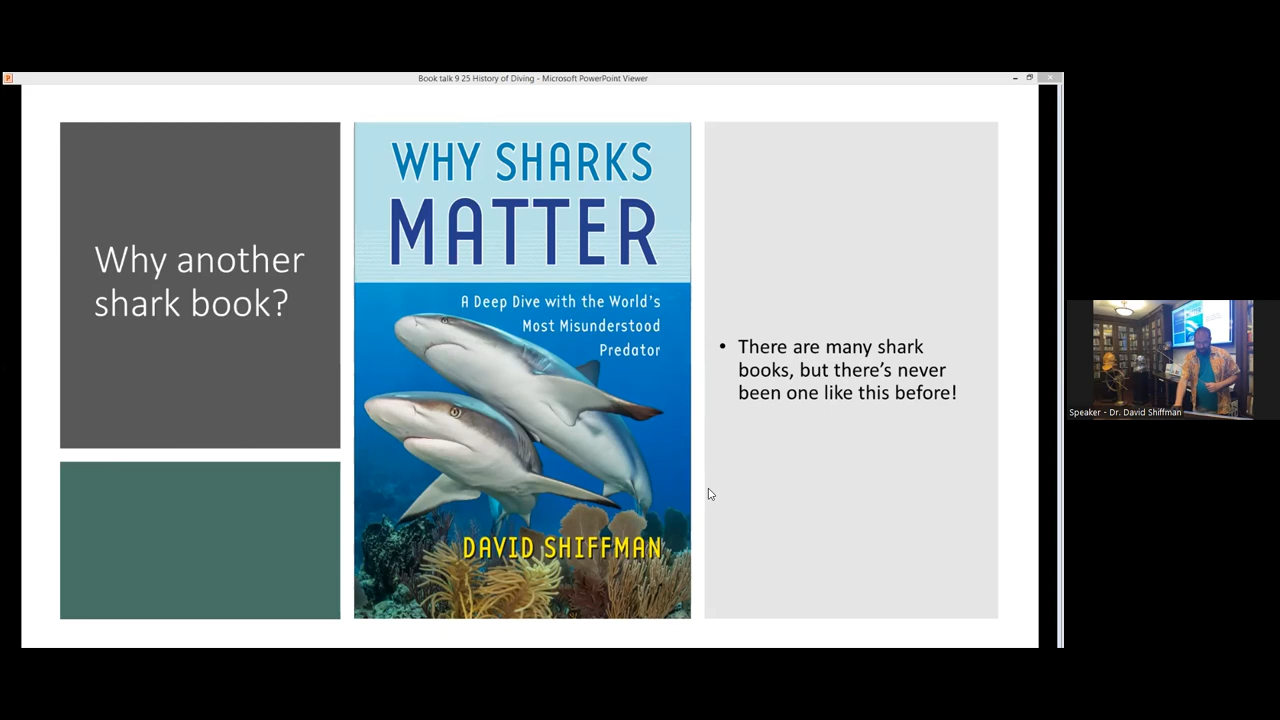 Book talk 9 25 History of Diving - Microsoft PowerPoint Viewer
Why another
shark book?
WHY SHARKS
MATTER
A Deep Dive with the World's
Most Misunderstood
Predator
DAVID SHIFFMAN
• There are many shark
books, but there's never
been one like this before!
Speaker - Dr. David Shiffman